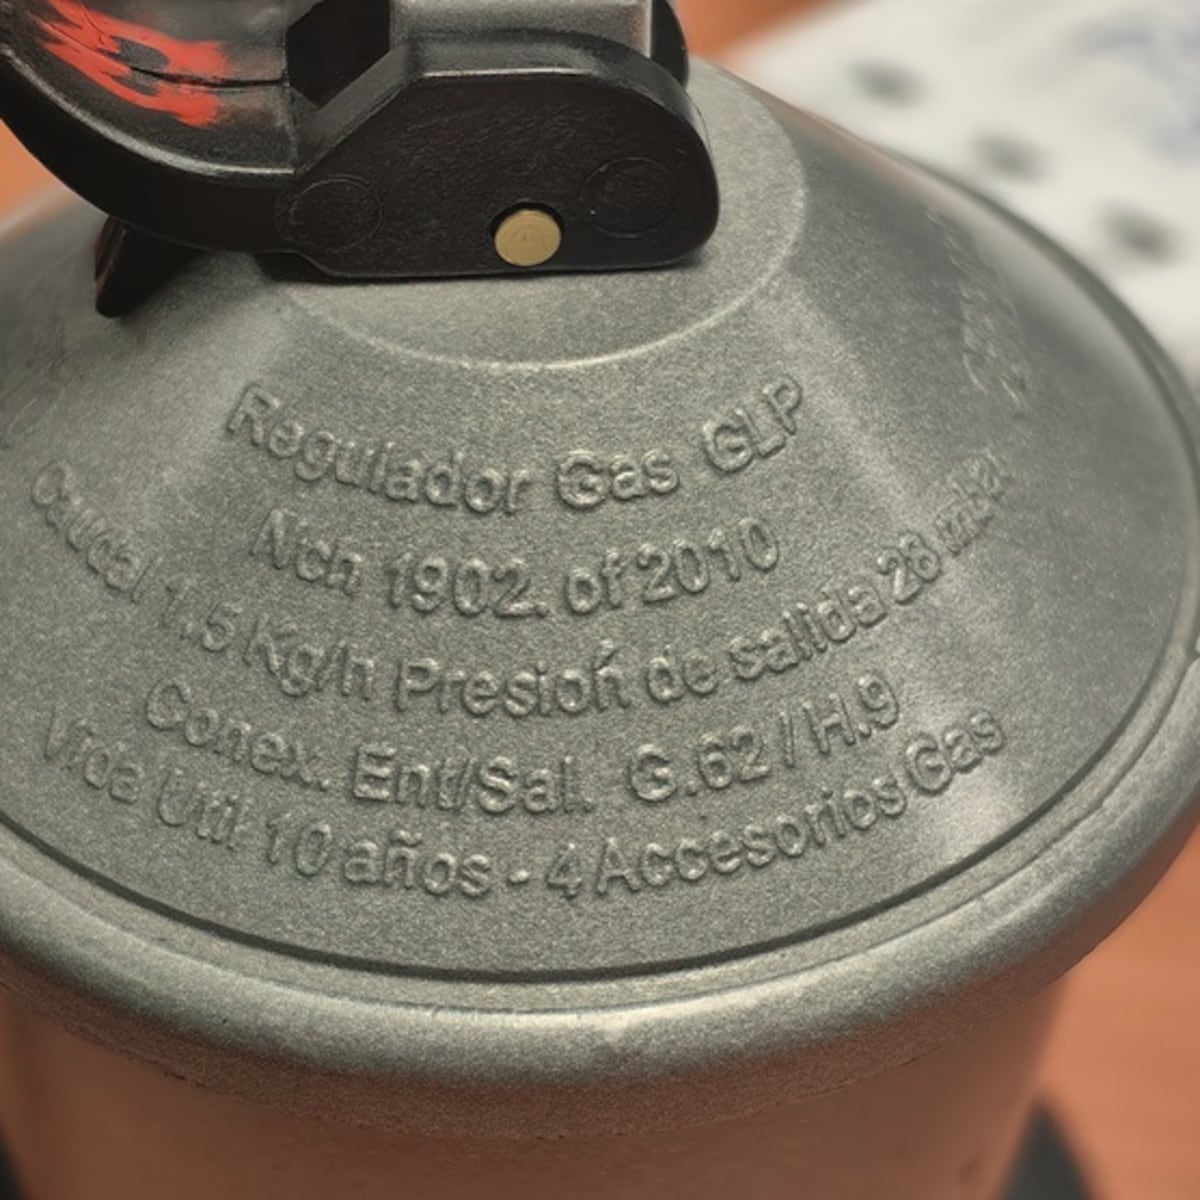 Regulador Gas GLP
Nch 1902. of 2010
Caudal 1.5 Kg/h Presión de salida 28 mbar
Conex. Ent/Sal. G.62 / H.9
Vida Util 10 años - 4 Accesorios Gas